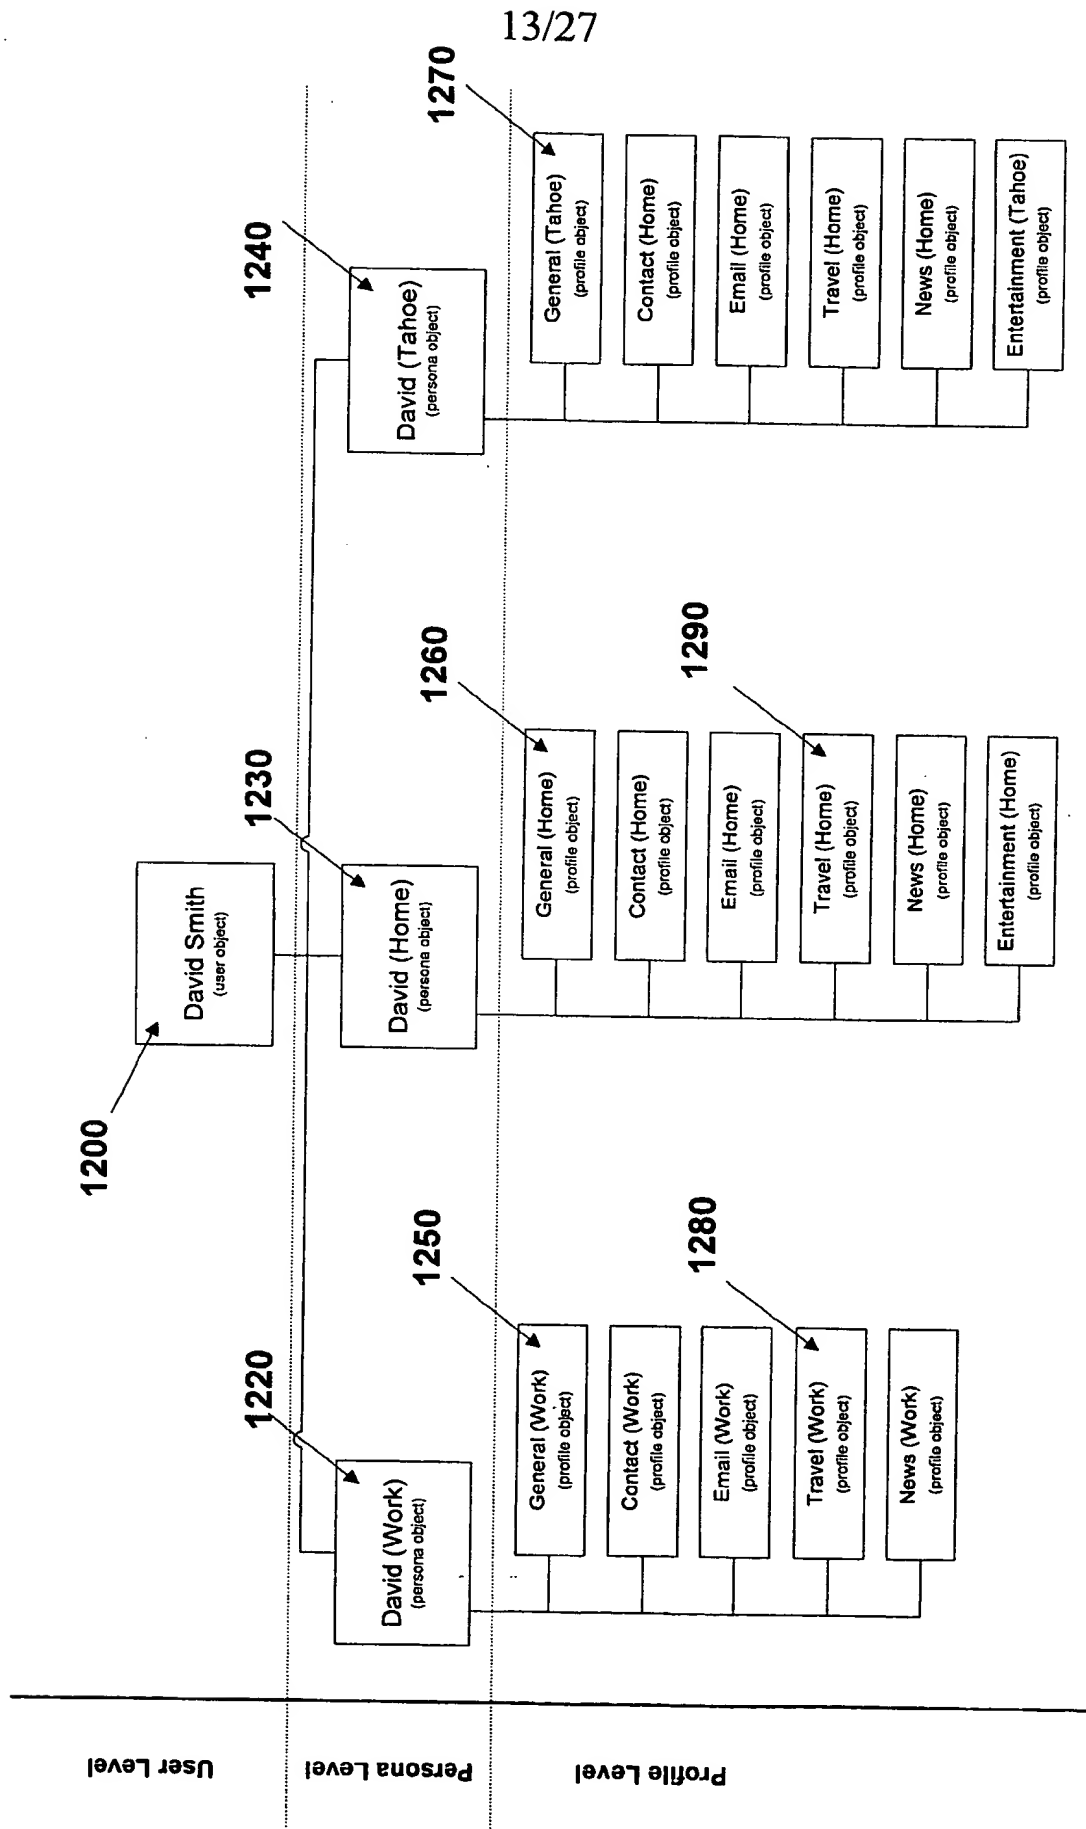 13/27
User Level
Persona Level
Profile Level
1200
David Smith
(user object)
1220
David (Work)
(persona object)
1230
David (Home)
(persona object)
1240
David (Tahoe)
(persona object)
1250
General (Work)
(profile object)
Contact (Work)
(profile object)
Email (Work)
(profile object)
1280
Travel (Work)
(profile object)
News (Work)
(profile object)
1260
General (Home)
(profile object)
Contact (Home)
(profile object)
Email (Home)
(profile object)
1290
Travel (Home)
(profile object)
News (Home)
(profile object)
Entertainment (Home)
(profile object)
1270
General (Tahoe)
(profile object)
Contact (Home)
(profile object)
Email (Home)
(profile object)
Travel (Home)
(profile object)
News (Home)
(profile object)
Entertainment (Tahoe)
(profile object)